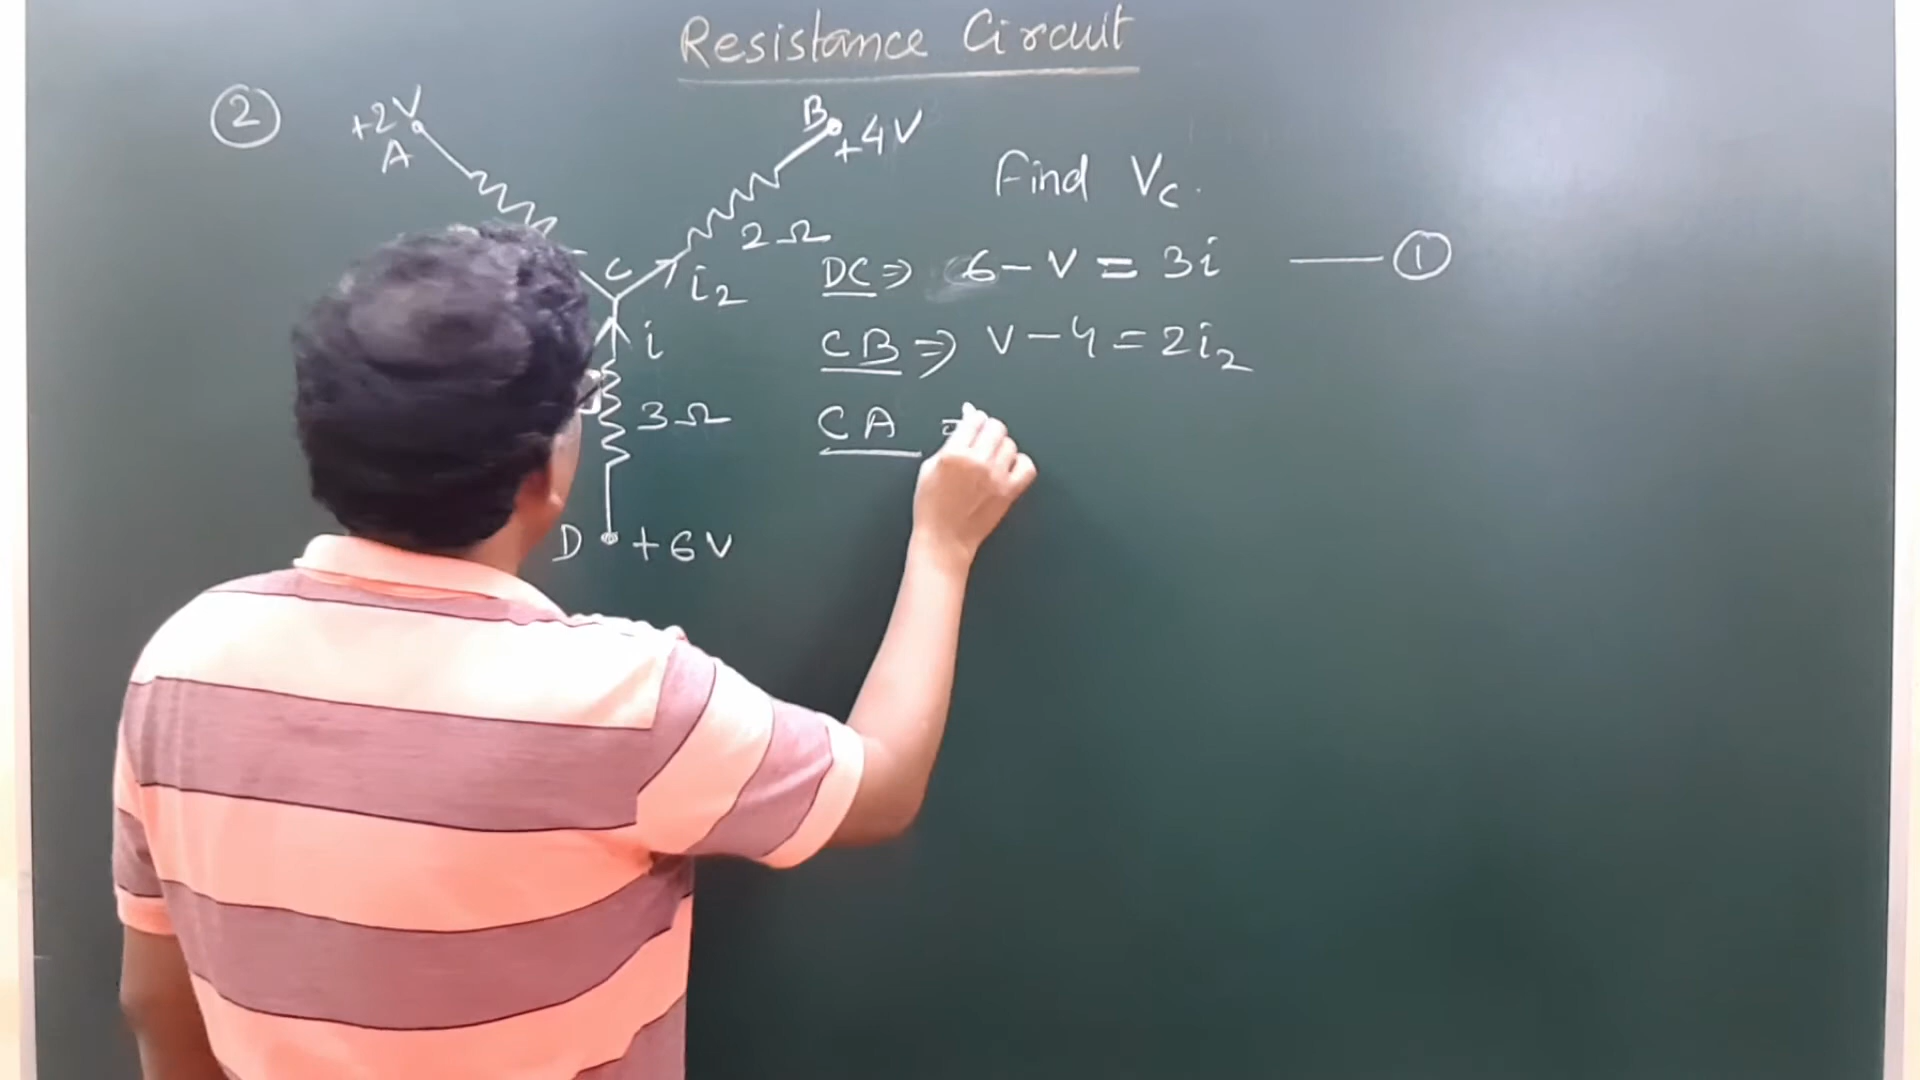 Resistance Circuit
2
+2V
A
B
+4V
Find Vc.
2Ω
C
i2
DC ⇒ 6 - V = 3i —— 1
i
CB ⇒ V - 4 = 2i2
3Ω
CA =
D +6V